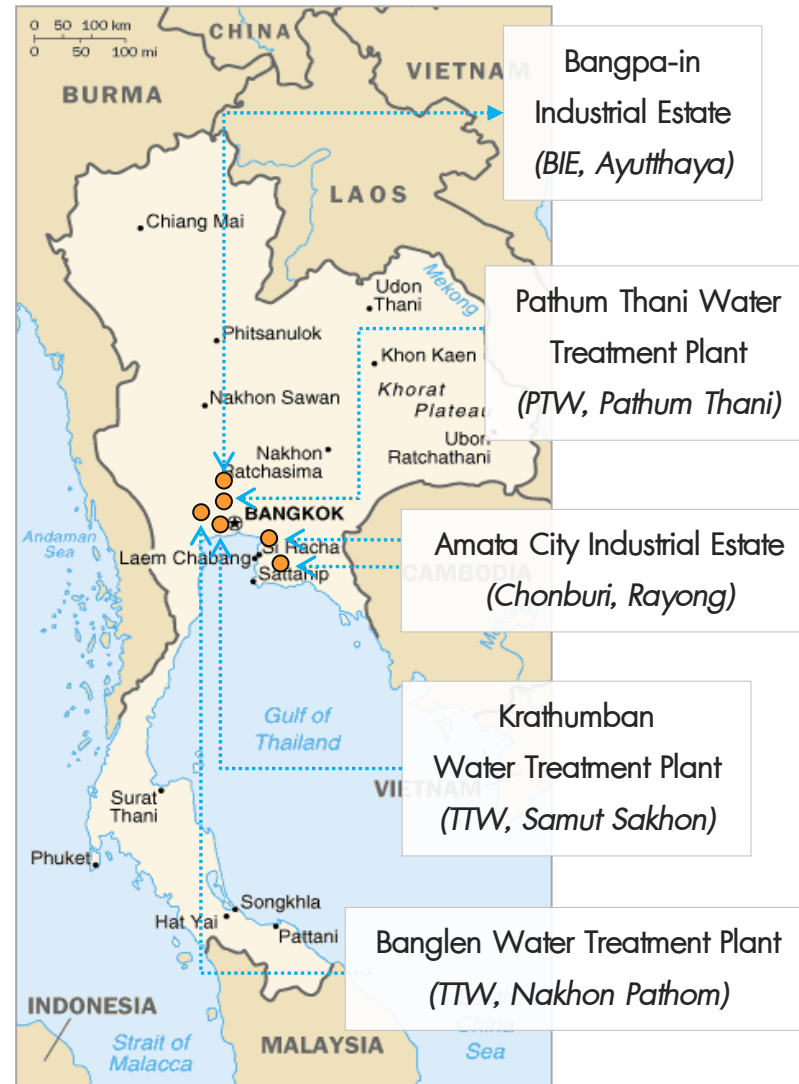 0 50 100 km
0 50 100 mi
CHINA
VIETNAM
BURMA
LAOS
Bangpa-in
Industrial Estate
(BIE, Ayutthaya)
Chiang Mai
Mekong
Udon
Thani
Pathum Thani Water
Treatment Plant
(PTW, Pathum Thani)
Phitsanulok
Khon Kaen
Khorat
Plateau
Nakhon Sawan
Nakhon
Ratchasima
Ubon
Ratchathani
BANGKOK
Andaman
Sea
Laem Chabang
Si Racha
Sattahip
Amata City Industrial Estate
(Chonburi, Rayong)
CAMBODIA
Krathumban
Water Treatment Plant
(TTW, Samut Sakhon)
Gulf of
Thailand
VIETNAM
Surat
Thani
Phuket
Songkhla
Hat Yai
Pattani
Banglen Water Treatment Plant
(TTW, Nakhon Pathom)
INDONESIA
Strait of
Malacca
MALAYSIA
China
Sea